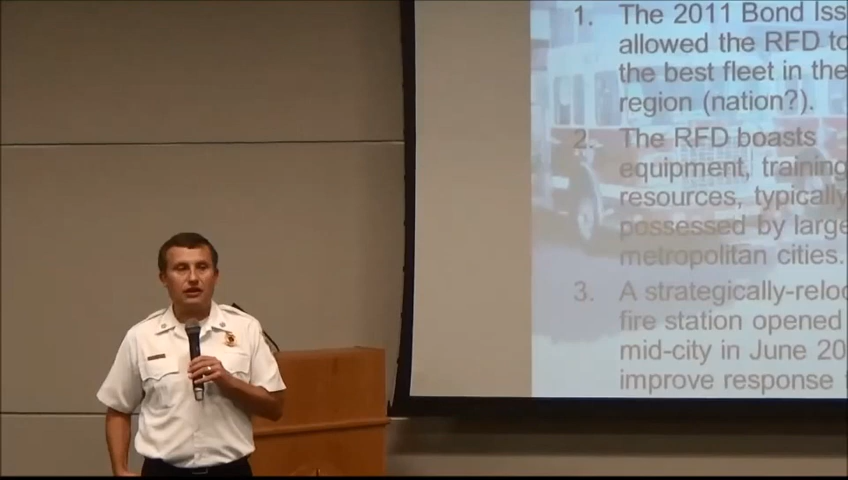 1. The 2011 Bond Iss
allowed the RFD to
the best fleet in the
region (nation?).
2. The RFD boasts
equipment, training
resources, typically
possessed by large
metropolitan cities.
3. A strategically-reloc
fire station opened
mid-city in June 20
improve response